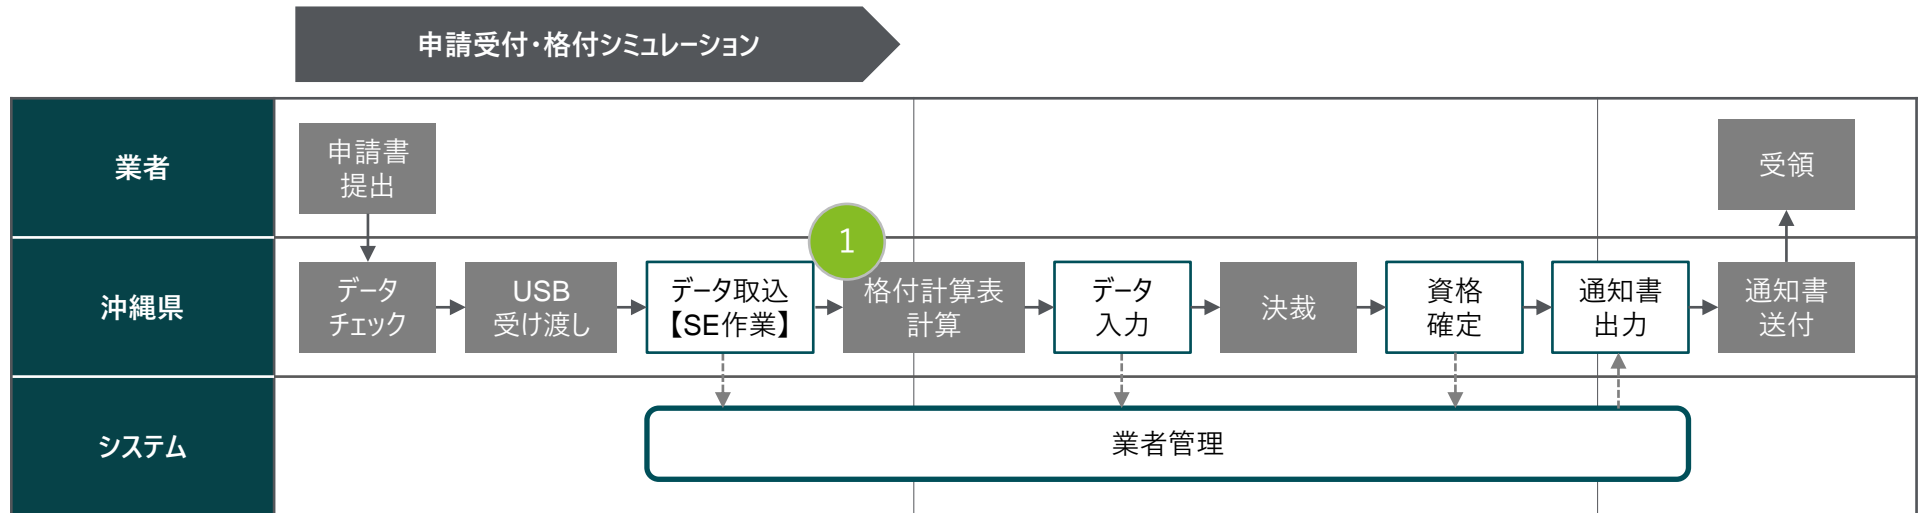 申請受付・格付シミュレーション
業者
申請書
提出
受領
1
沖縄県
データ
チェック
USB
受け渡し
データ取込
【SE作業】
格付計算表
計算
データ
入力
決裁
資格
確定
通知書
出力
通知書
送付
システム
業者管理